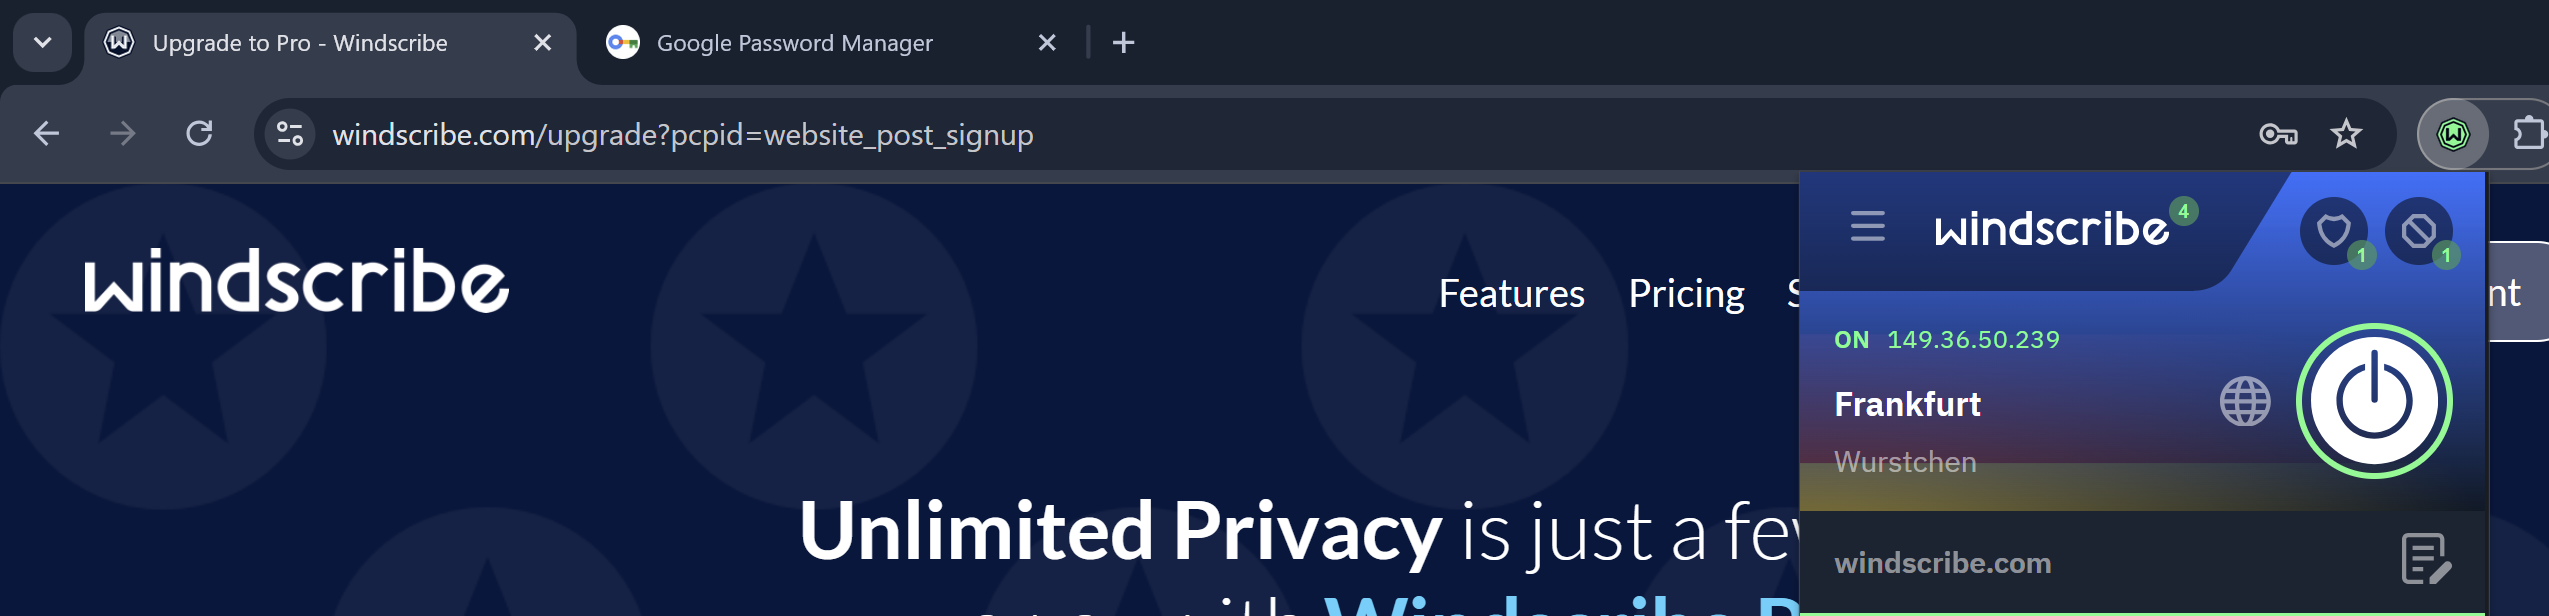 Upgrade to Pro - Windscribe
Google Password Manager
windscribe.com/upgrade?pcpid=website_post_signup
windscribe
Features
Pricing
windscribe 4
1
1
nt
ON 149.36.50.239
Frankfurt
Wurstchen
Unlimited Privacy is just a few
windscribe.com